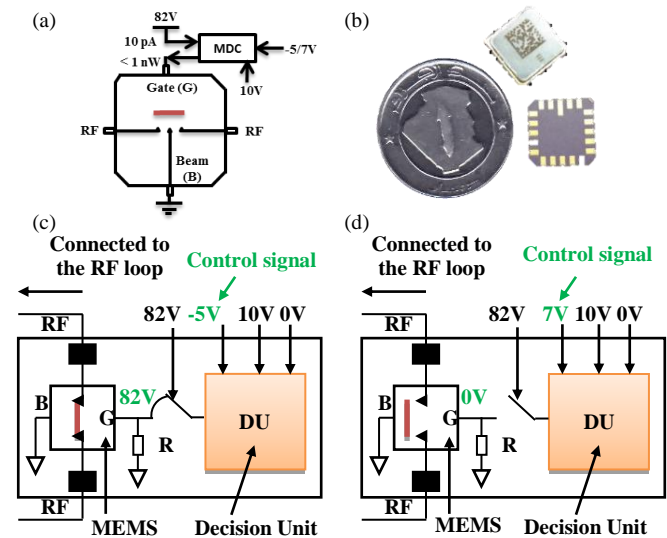 (a)
82V
10 pA
MDC
-5/7V
< 1 nW
10V
Gate (G)
RF
RF
Beam
(B)
(b)
(c)
Connected to
the RF loop
Control signal
RF
82V
-5V
10V
0V
B
82V
G
DU
R
RF
MEMS
Decision Unit
(d)
Connected to
the RF loop
Control signal
RF
82V
7V
10V
0V
B
0V
G
DU
R
RF
MEMS
Decision Unit